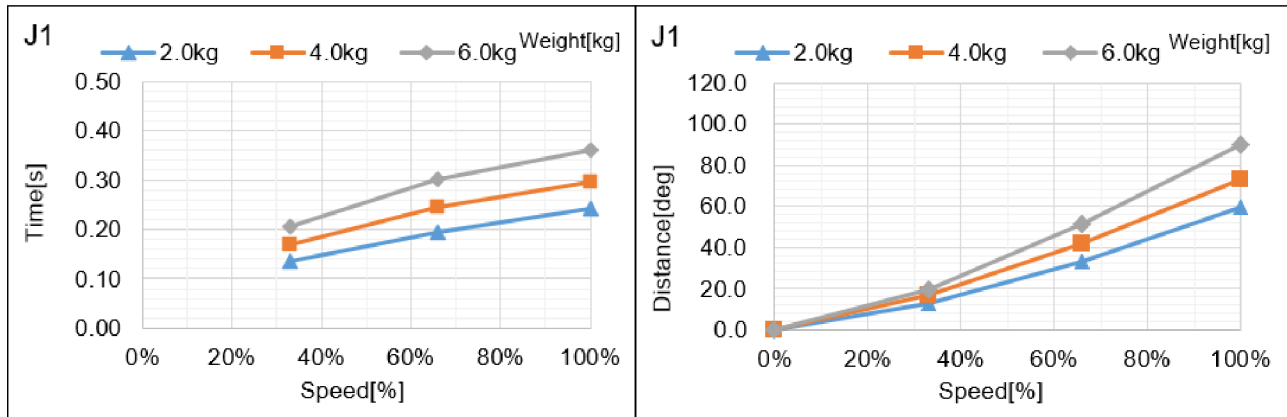 J1
2.0kg 4.0kg 6.0kg Weight[kg]
0.50
0.40
0.30
0.20
0.10
0.00
Time[s]
0% 20% 40% 60% 80% 100%
Speed[%]
J1
2.0kg 4.0kg 6.0kg Weight[kg]
120.0
100.0
80.0
60.0
40.0
20.0
0.0
Distance[deg]
0% 20% 40% 60% 80% 100%
Speed[%]